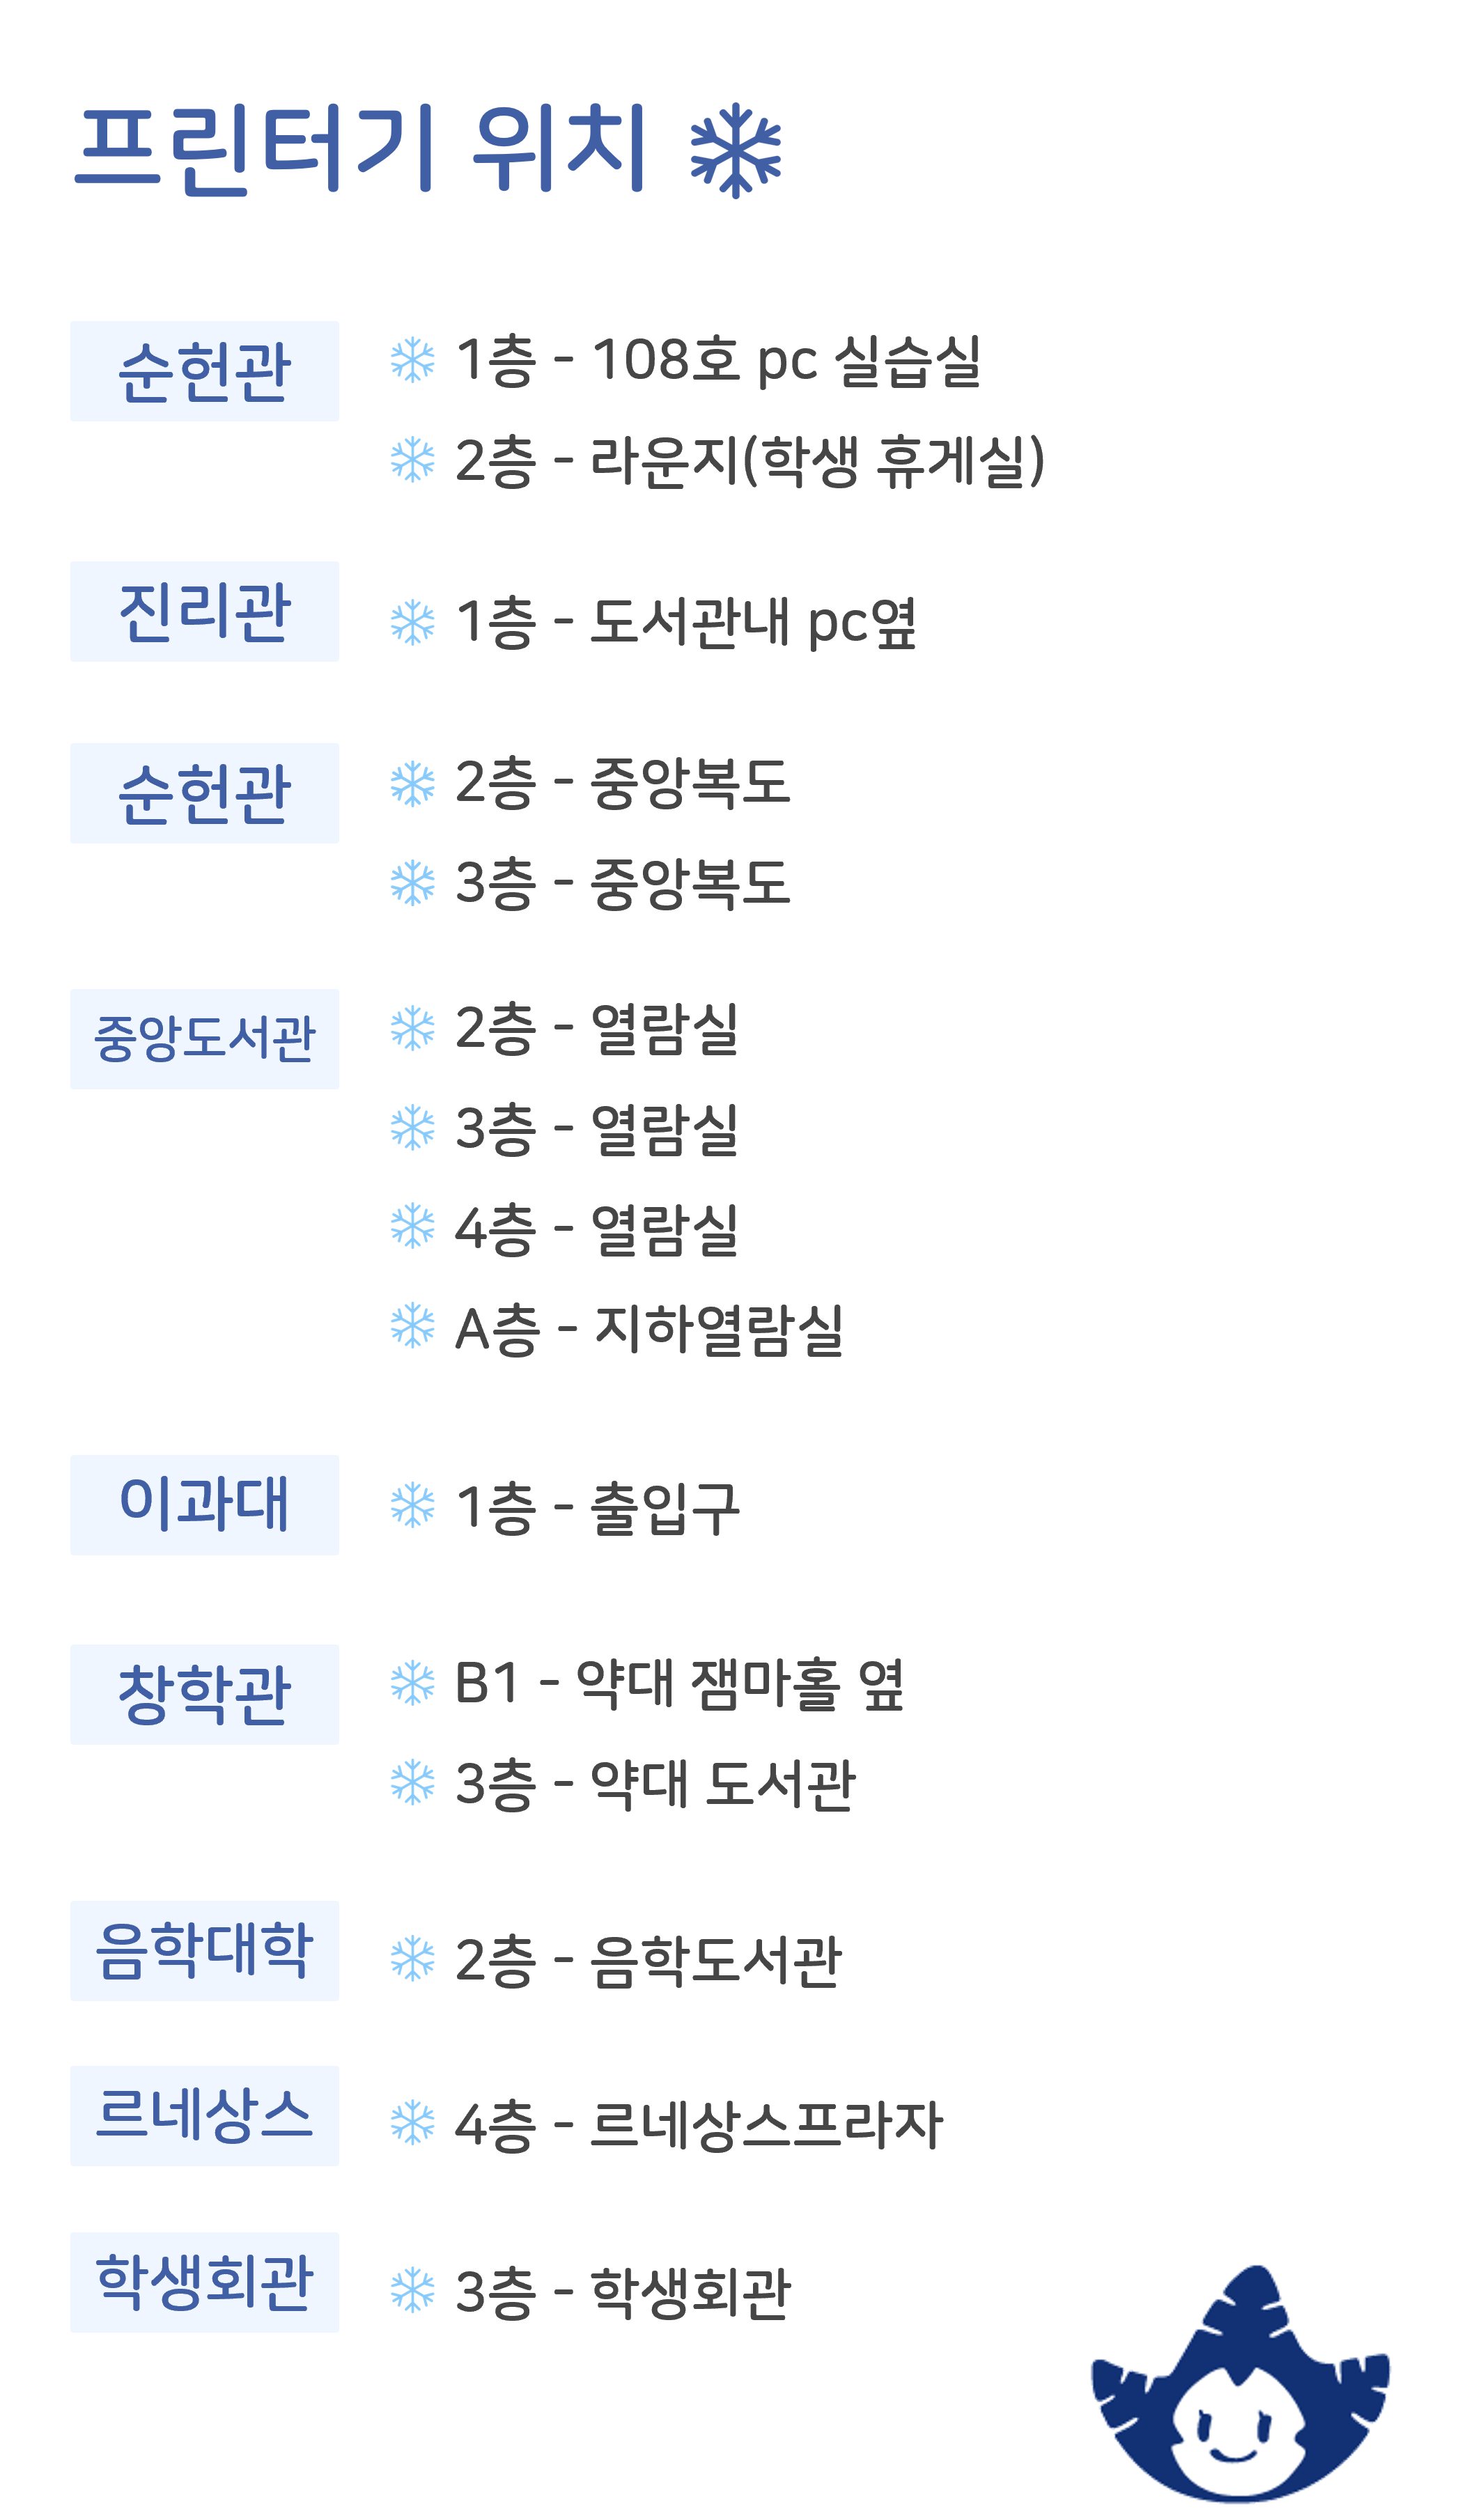 프린터기 위치
순헌관
1층 - 108호 pc 실습실
2층 - 라운지(학생 휴게실)
진리관
1층 - 도서관내 pc옆
순헌관
2층 - 중앙복도
3층 - 중앙복도
중앙도서관
2층 - 열람실
3층 - 열람실
4층 - 열람실
A층 - 지하열람실
이과대
1층 - 출입구
창학관
B1 - 약대 잼마홀 옆
3층 - 약대 도서관
음학대학
2층 - 음학도서관
르네상스
4층 - 르네상스프라자
학생회관
3층 - 학생회관